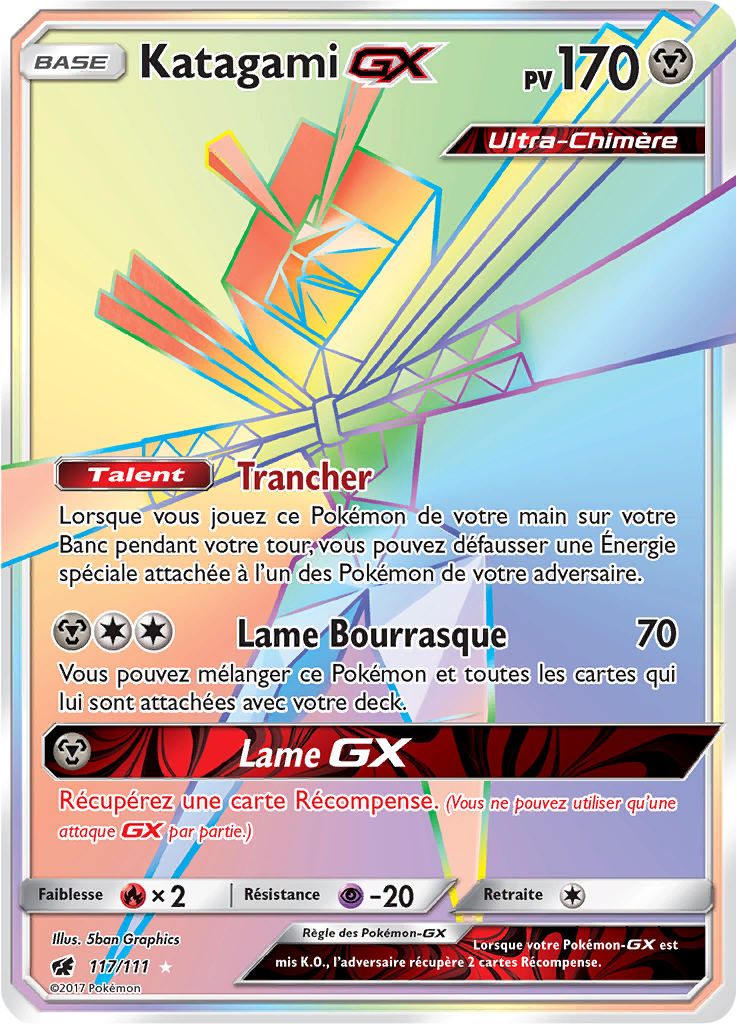 BASE
Katagami GX
PV 170
Ultra-Chimère
Talent Trancher
Lorsque vous jouez ce Pokémon de votre main sur votre
Banc pendant votre tour, vous pouvez défausser une Énergie
spéciale attachée à l'un des Pokémon de votre adversaire.
Lame Bourrasque 70
Vous pouvez mélanger ce Pokémon et toutes les cartes qui
lui sont attachées avec votre deck.
Lame GX
Récupérez une carte Récompense. (Vous ne pouvez utiliser qu'une
attaque GX par partie.)
Faiblesse ×2 Résistance -20 Retraite
Illus. 5ban Graphics
117/111
©2017 Pokémon
Règle des Pokémon-GX
Lorsque votre Pokémon-GX est
mis K.O., l'adversaire récupère 2 cartes Récompense.